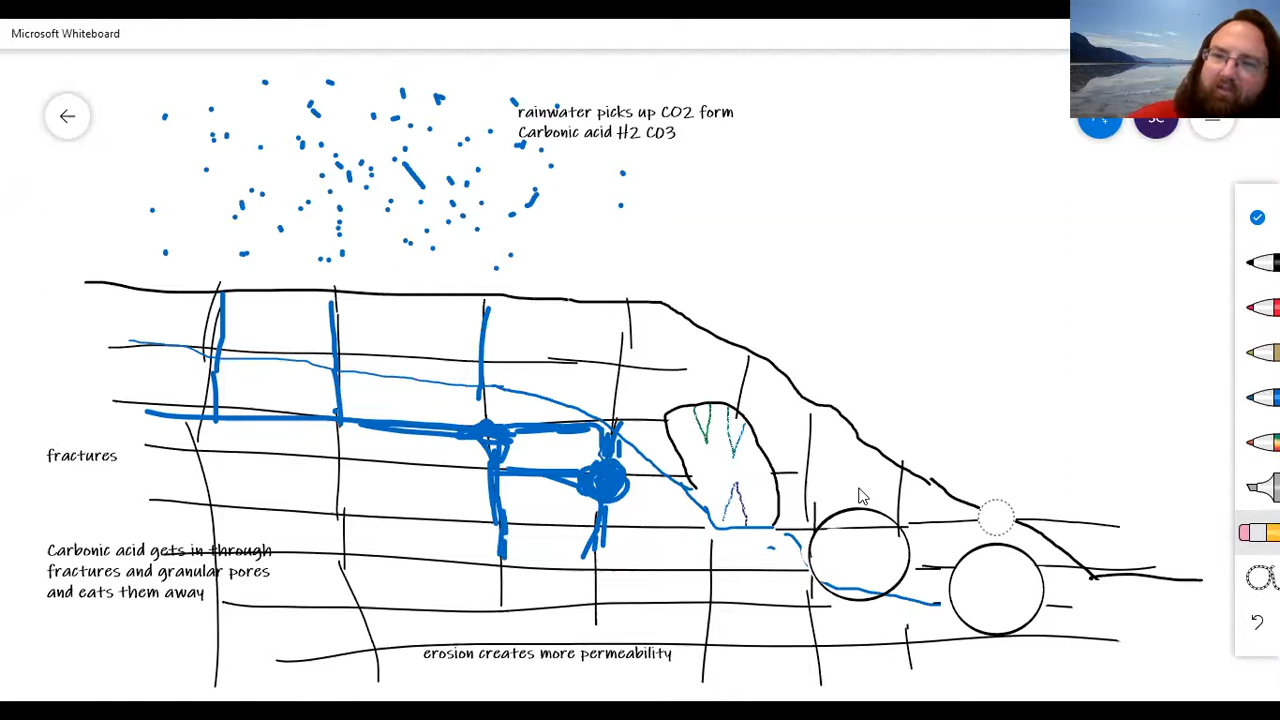 Microsoft Whiteboard
rainwater picks up CO2 form
Carbonic acid H2 CO3
fractures
Carbonic acid gets in through
fractures and granular pores
and eats them away
erosion creates more permeability